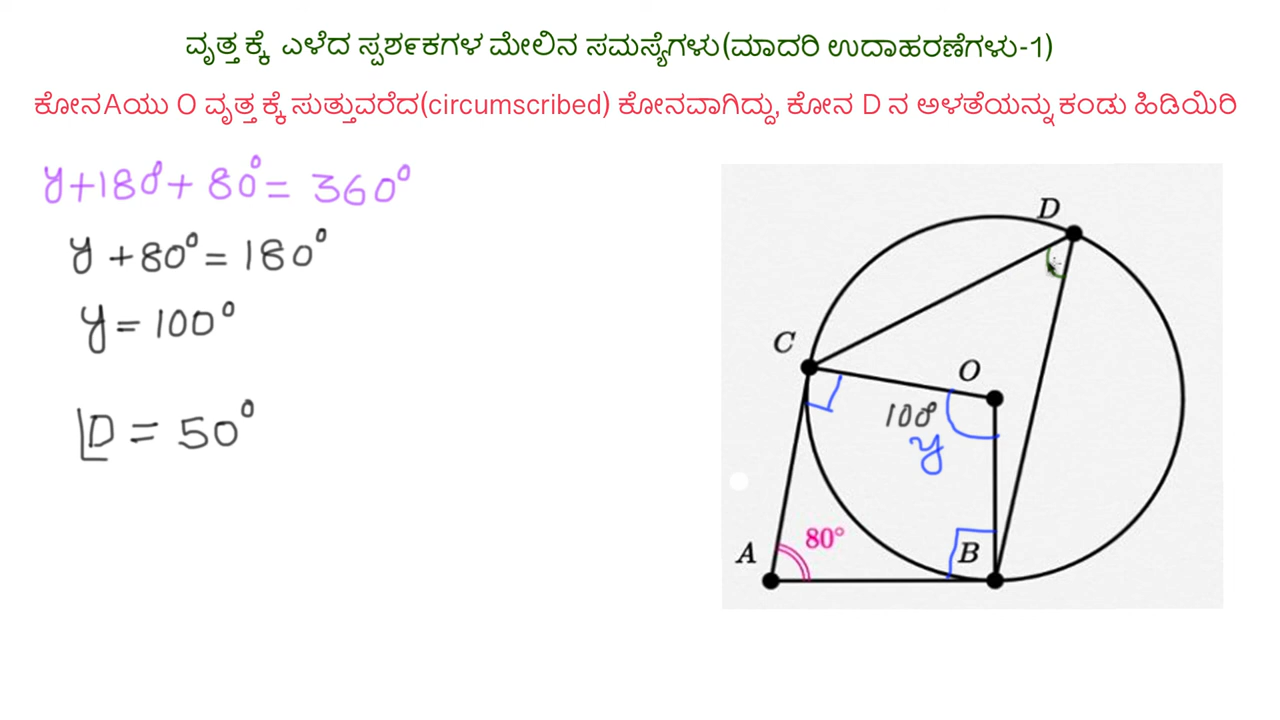 ವೃತ್ತಕ್ಕೆ ಎಳೆದ ಸ್ಪರ್ಶಕಗಳ ಮೇಲಿನ ಸಮಸ್ಯೆಗಳು(ಮಾದರಿ ಉದಾಹರಣೆಗಳು-1)
ಕೋನAಯು O ವೃತ್ತಕ್ಕೆ ಸುತ್ತುವರೆದ(circumscribed) ಕೋನವಾಗಿದ್ದು, ಕೋನ D ನ ಅಳತೆಯನ್ನು ಕಂಡು ಹಿಡಿಯಿರಿ
y+180°+80°=360°
y+80°=180°
y=100°
∠D=50°
D
C
O
100°
y
80°
A
B